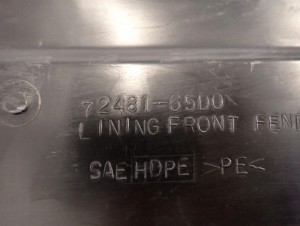 72481-65D0
LINING FRONT FEN
SAE HDPE >PE<